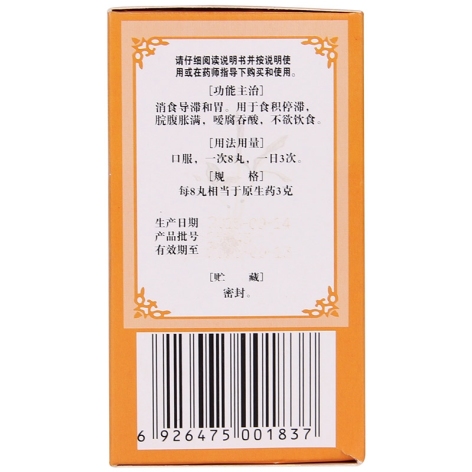 请仔细阅读说明书并按说明使
用或在药师指导下购买和使用。
[功能主治]
消食导滞和胃。用于食积停滞,
脘腹胀满,嗳腐吞酸,不欲饮食。
[用法用量]
口服,一次8丸,一日3次。
[规 格]
每8丸相当于原生药3克
生产日期
产品批号
有效期至
[贮 藏]
密封。
6 926475 001837